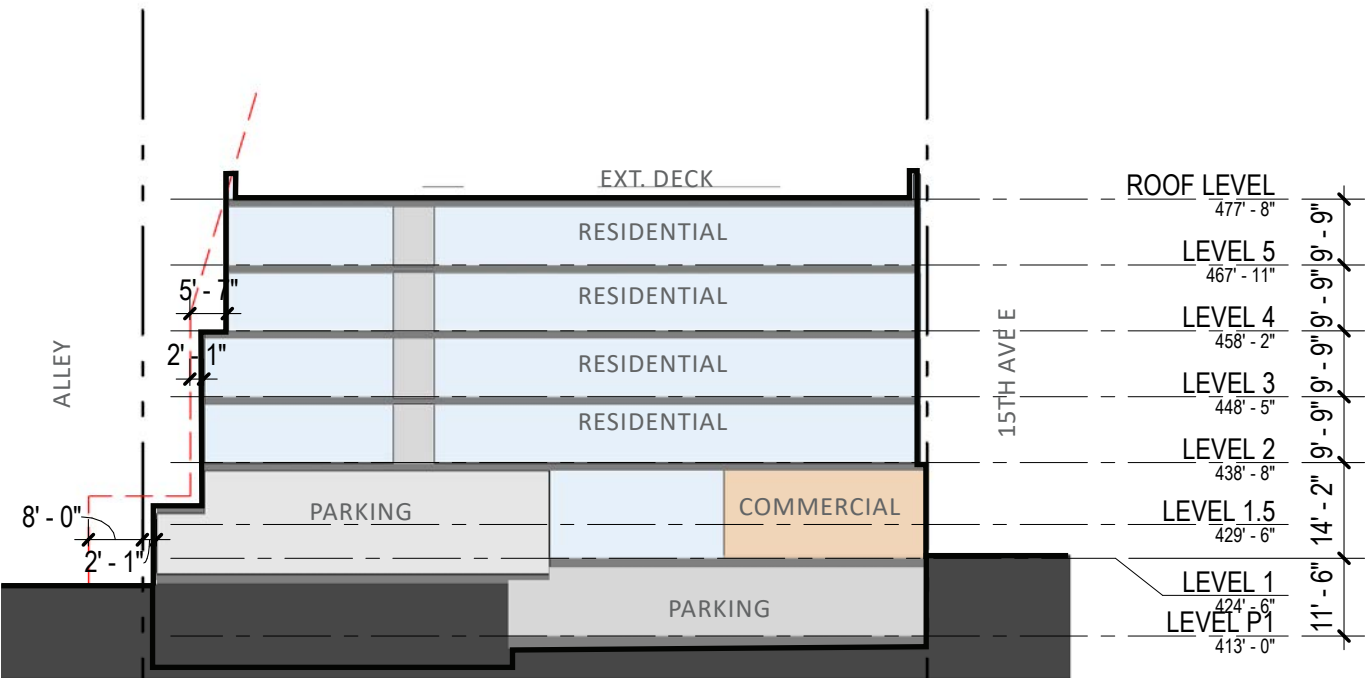 EXT. DECK
RESIDENTIAL
RESIDENTIAL
RESIDENTIAL
RESIDENTIAL
PARKING
COMMERCIAL
PARKING
ALLEY
5' - 7"
2' - 1"
8' - 0"
2' - 1"
15TH AVE E
ROOF LEVEL
477' - 8"
LEVEL 5
467' - 11"
LEVEL 4
458' - 2"
LEVEL 3
448' - 5"
LEVEL 2
438' - 8"
LEVEL 1.5
429' - 6"
LEVEL 1
424' - 6"
LEVEL P1
413' - 0"
9' - 9"
9' - 9"
9' - 9"
9' - 9"
14' - 2"
11' - 6"